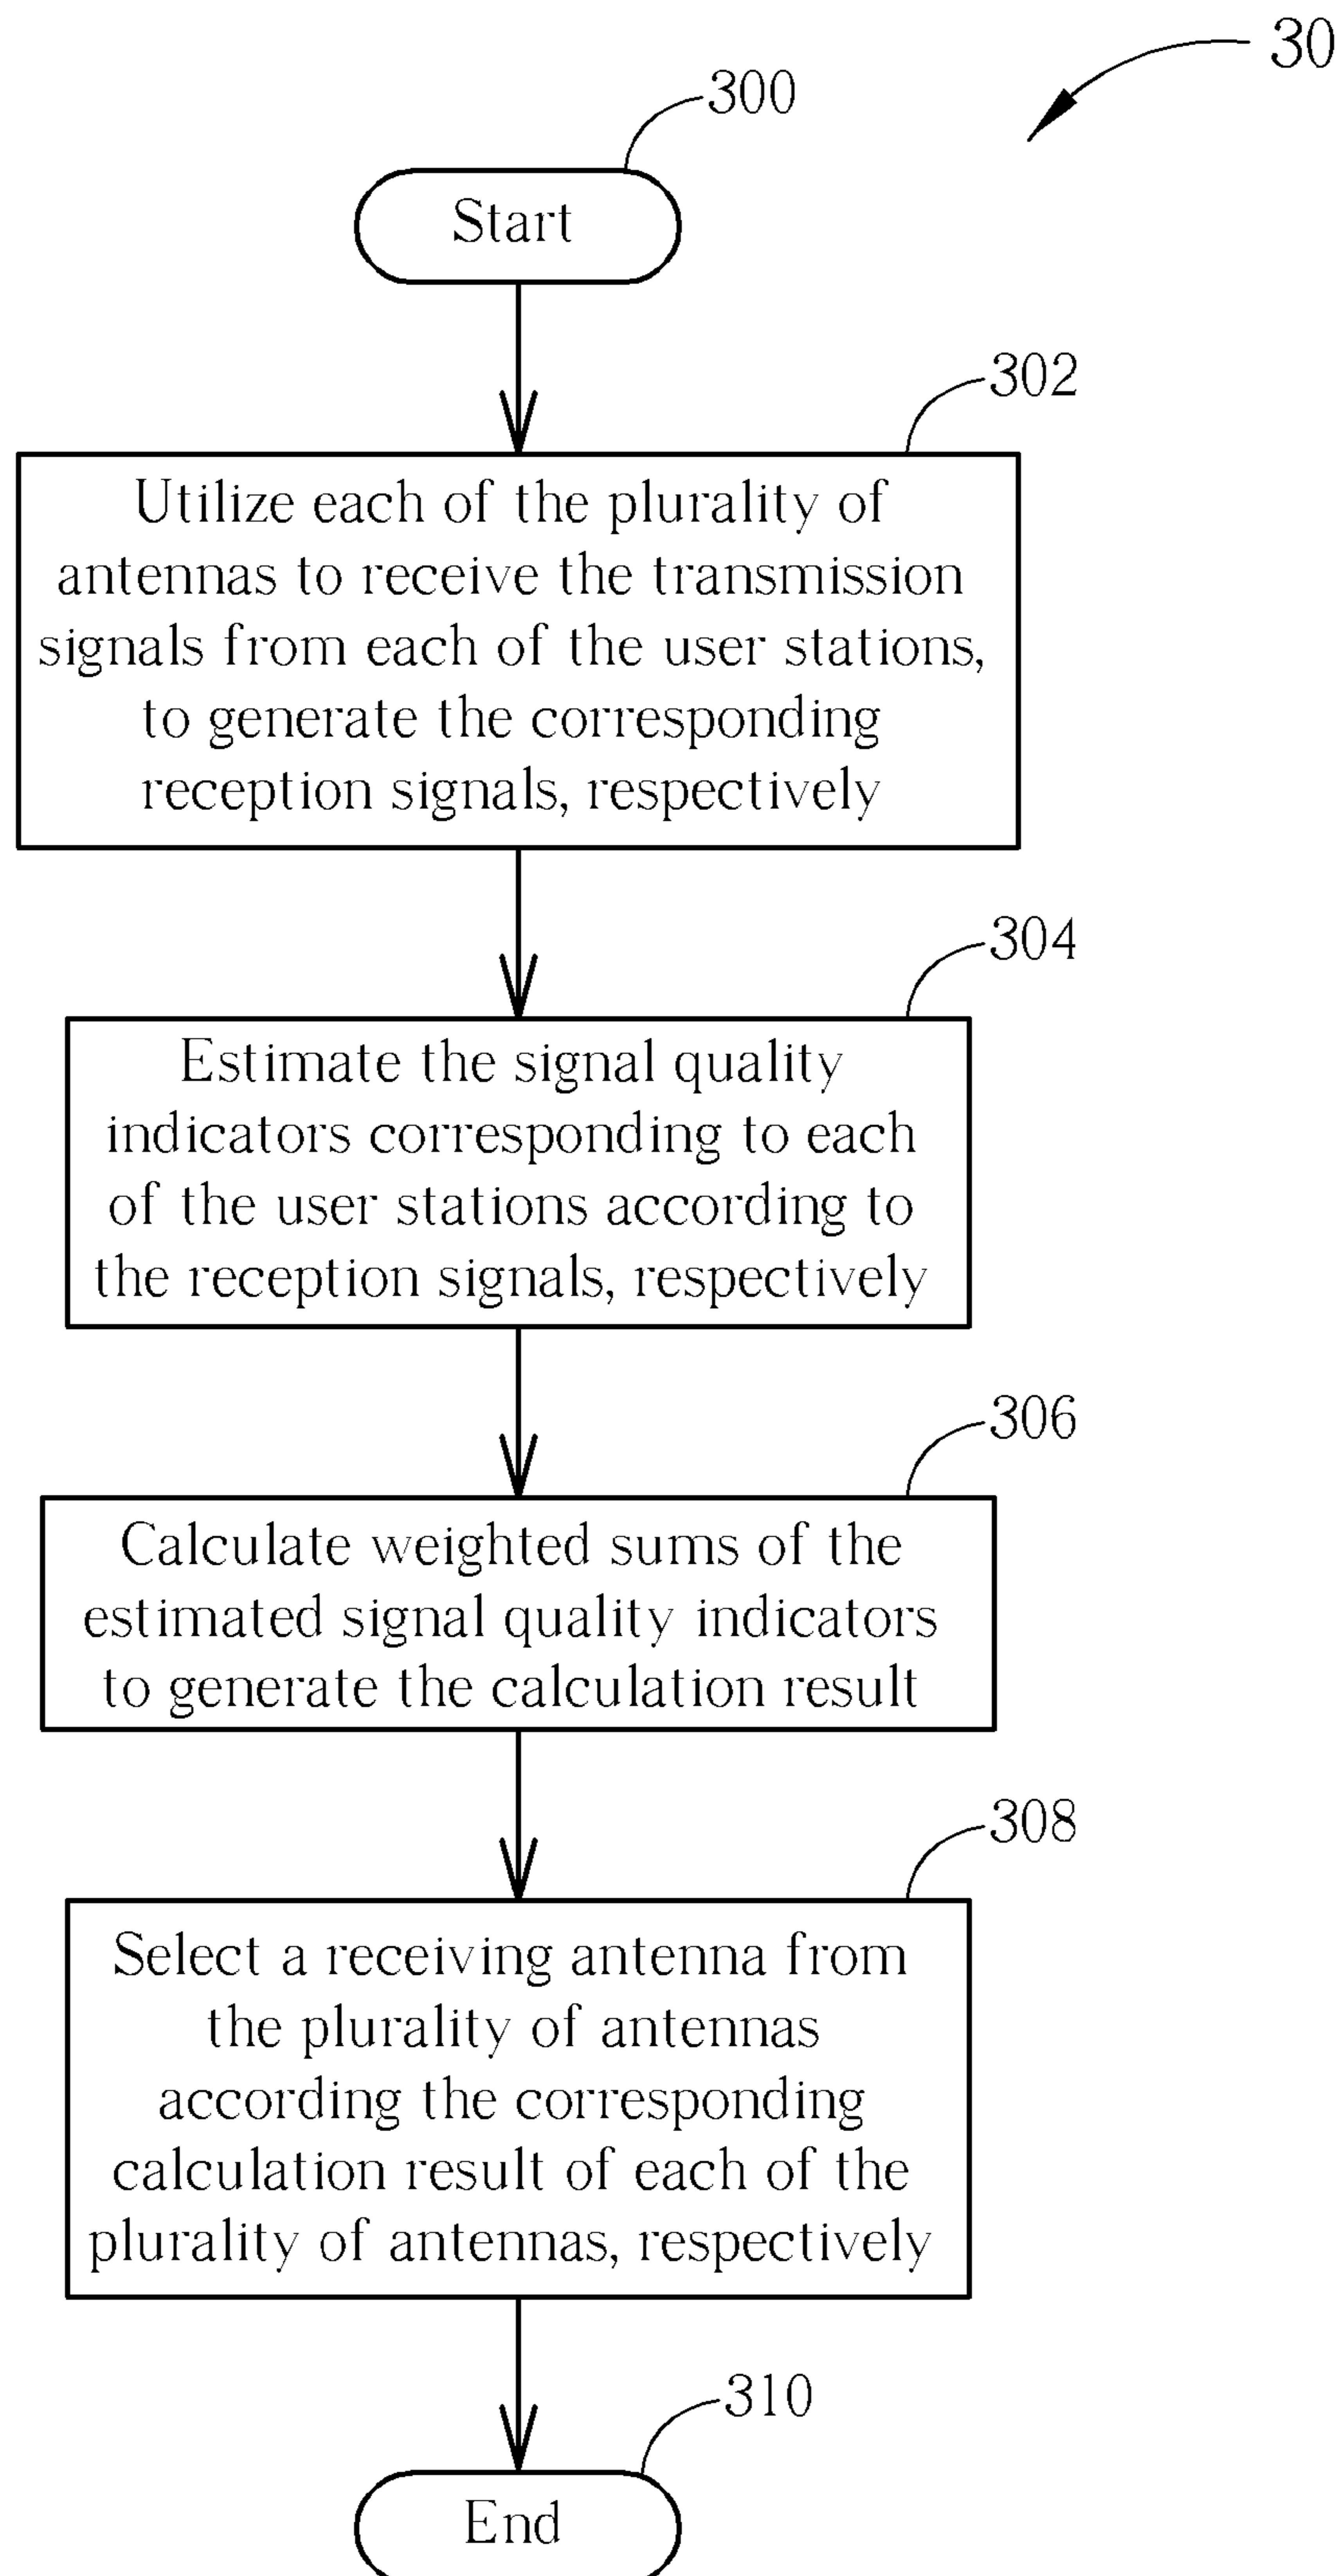 30
300
Start
302
Utilize each of the plurality of
antennas to receive the transmission
signals from each of the user stations,
to generate the corresponding
reception signals, respectively
304
Estimate the signal quality
indicators corresponding to each
of the user stations according to
the reception signals, respectively
306
Calculate weighted sums of the
estimated signal quality indicators
to generate the calculation result
308
Select a receiving antenna from
the plurality of antennas
according the corresponding
calculation result of each of the
plurality of antennas, respectively
310
End